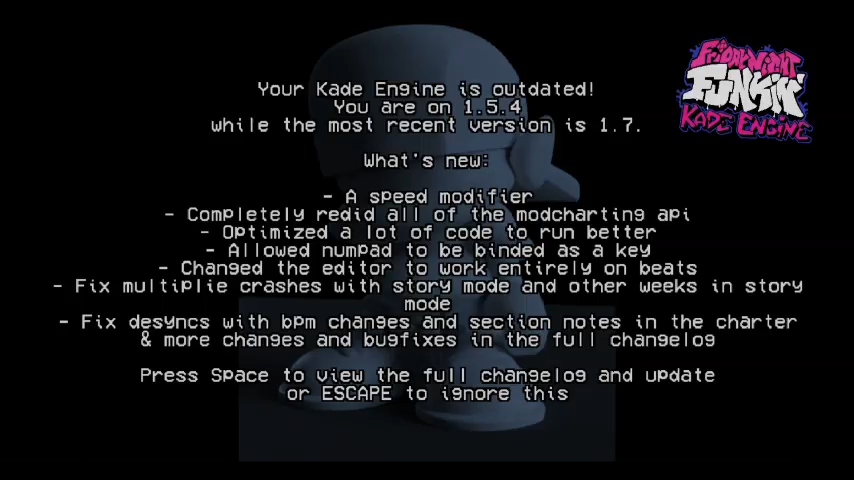 FRIDAY NIGHT
FUNKIN'
KADE ENGINE
Your Kade Engine is outdated!
You are on 1.5.4
while the most recent version is 1.7.
What's new:
- A speed modifier
- Completely redid all of the modcharting api
- Optimized a lot of code to run better
- Allowed numpad to be binded as a key
- Changed the editor to work entirely on beats
- Fix multiplie crashes with story mode and other weeks in story
mode
- Fix desyncs with bpm changes and section notes in the charter
& more changes and bugfixes in the full changelog
Press Space to view the full changelog and update
or ESCAPE to ignore this